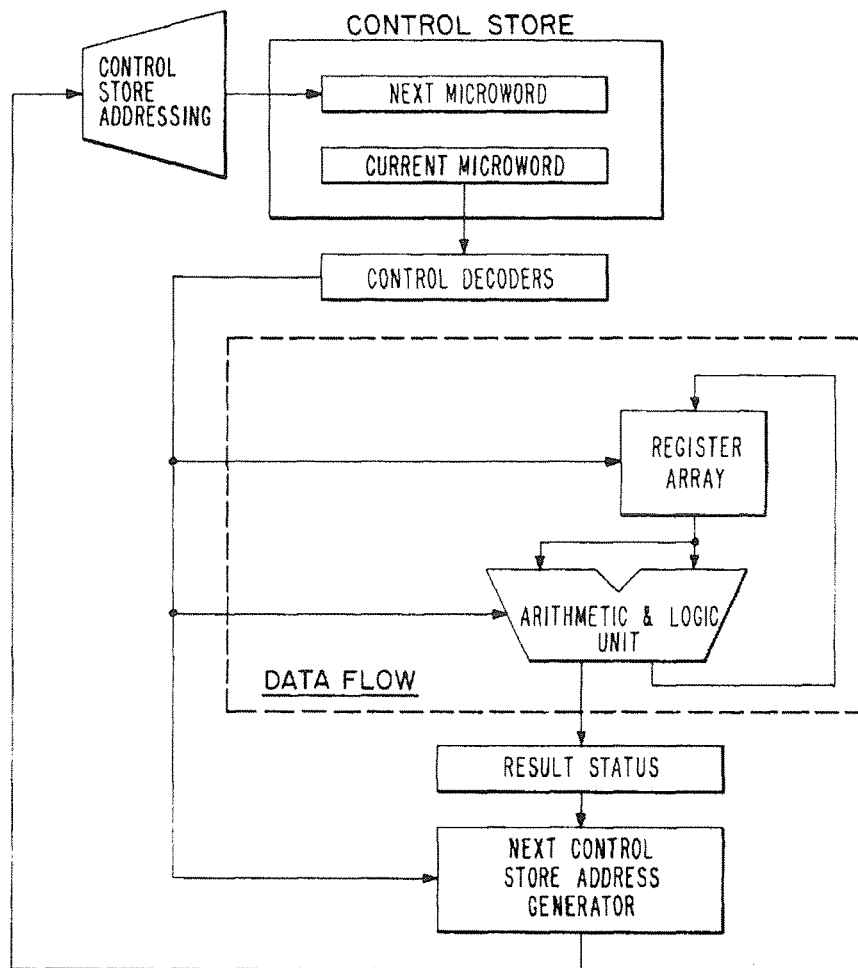 CONTROL STORE
CONTROL
STORE
ADDRESSING
NEXT MICROWORD
CURRENT MICROWORD
CONTROL DECODERS
REGISTER
ARRAY
ARITHMETIC & LOGIC
UNIT
DATA FLOW
RESULT STATUS
NEXT CONTROL
STORE ADDRESS
GENERATOR